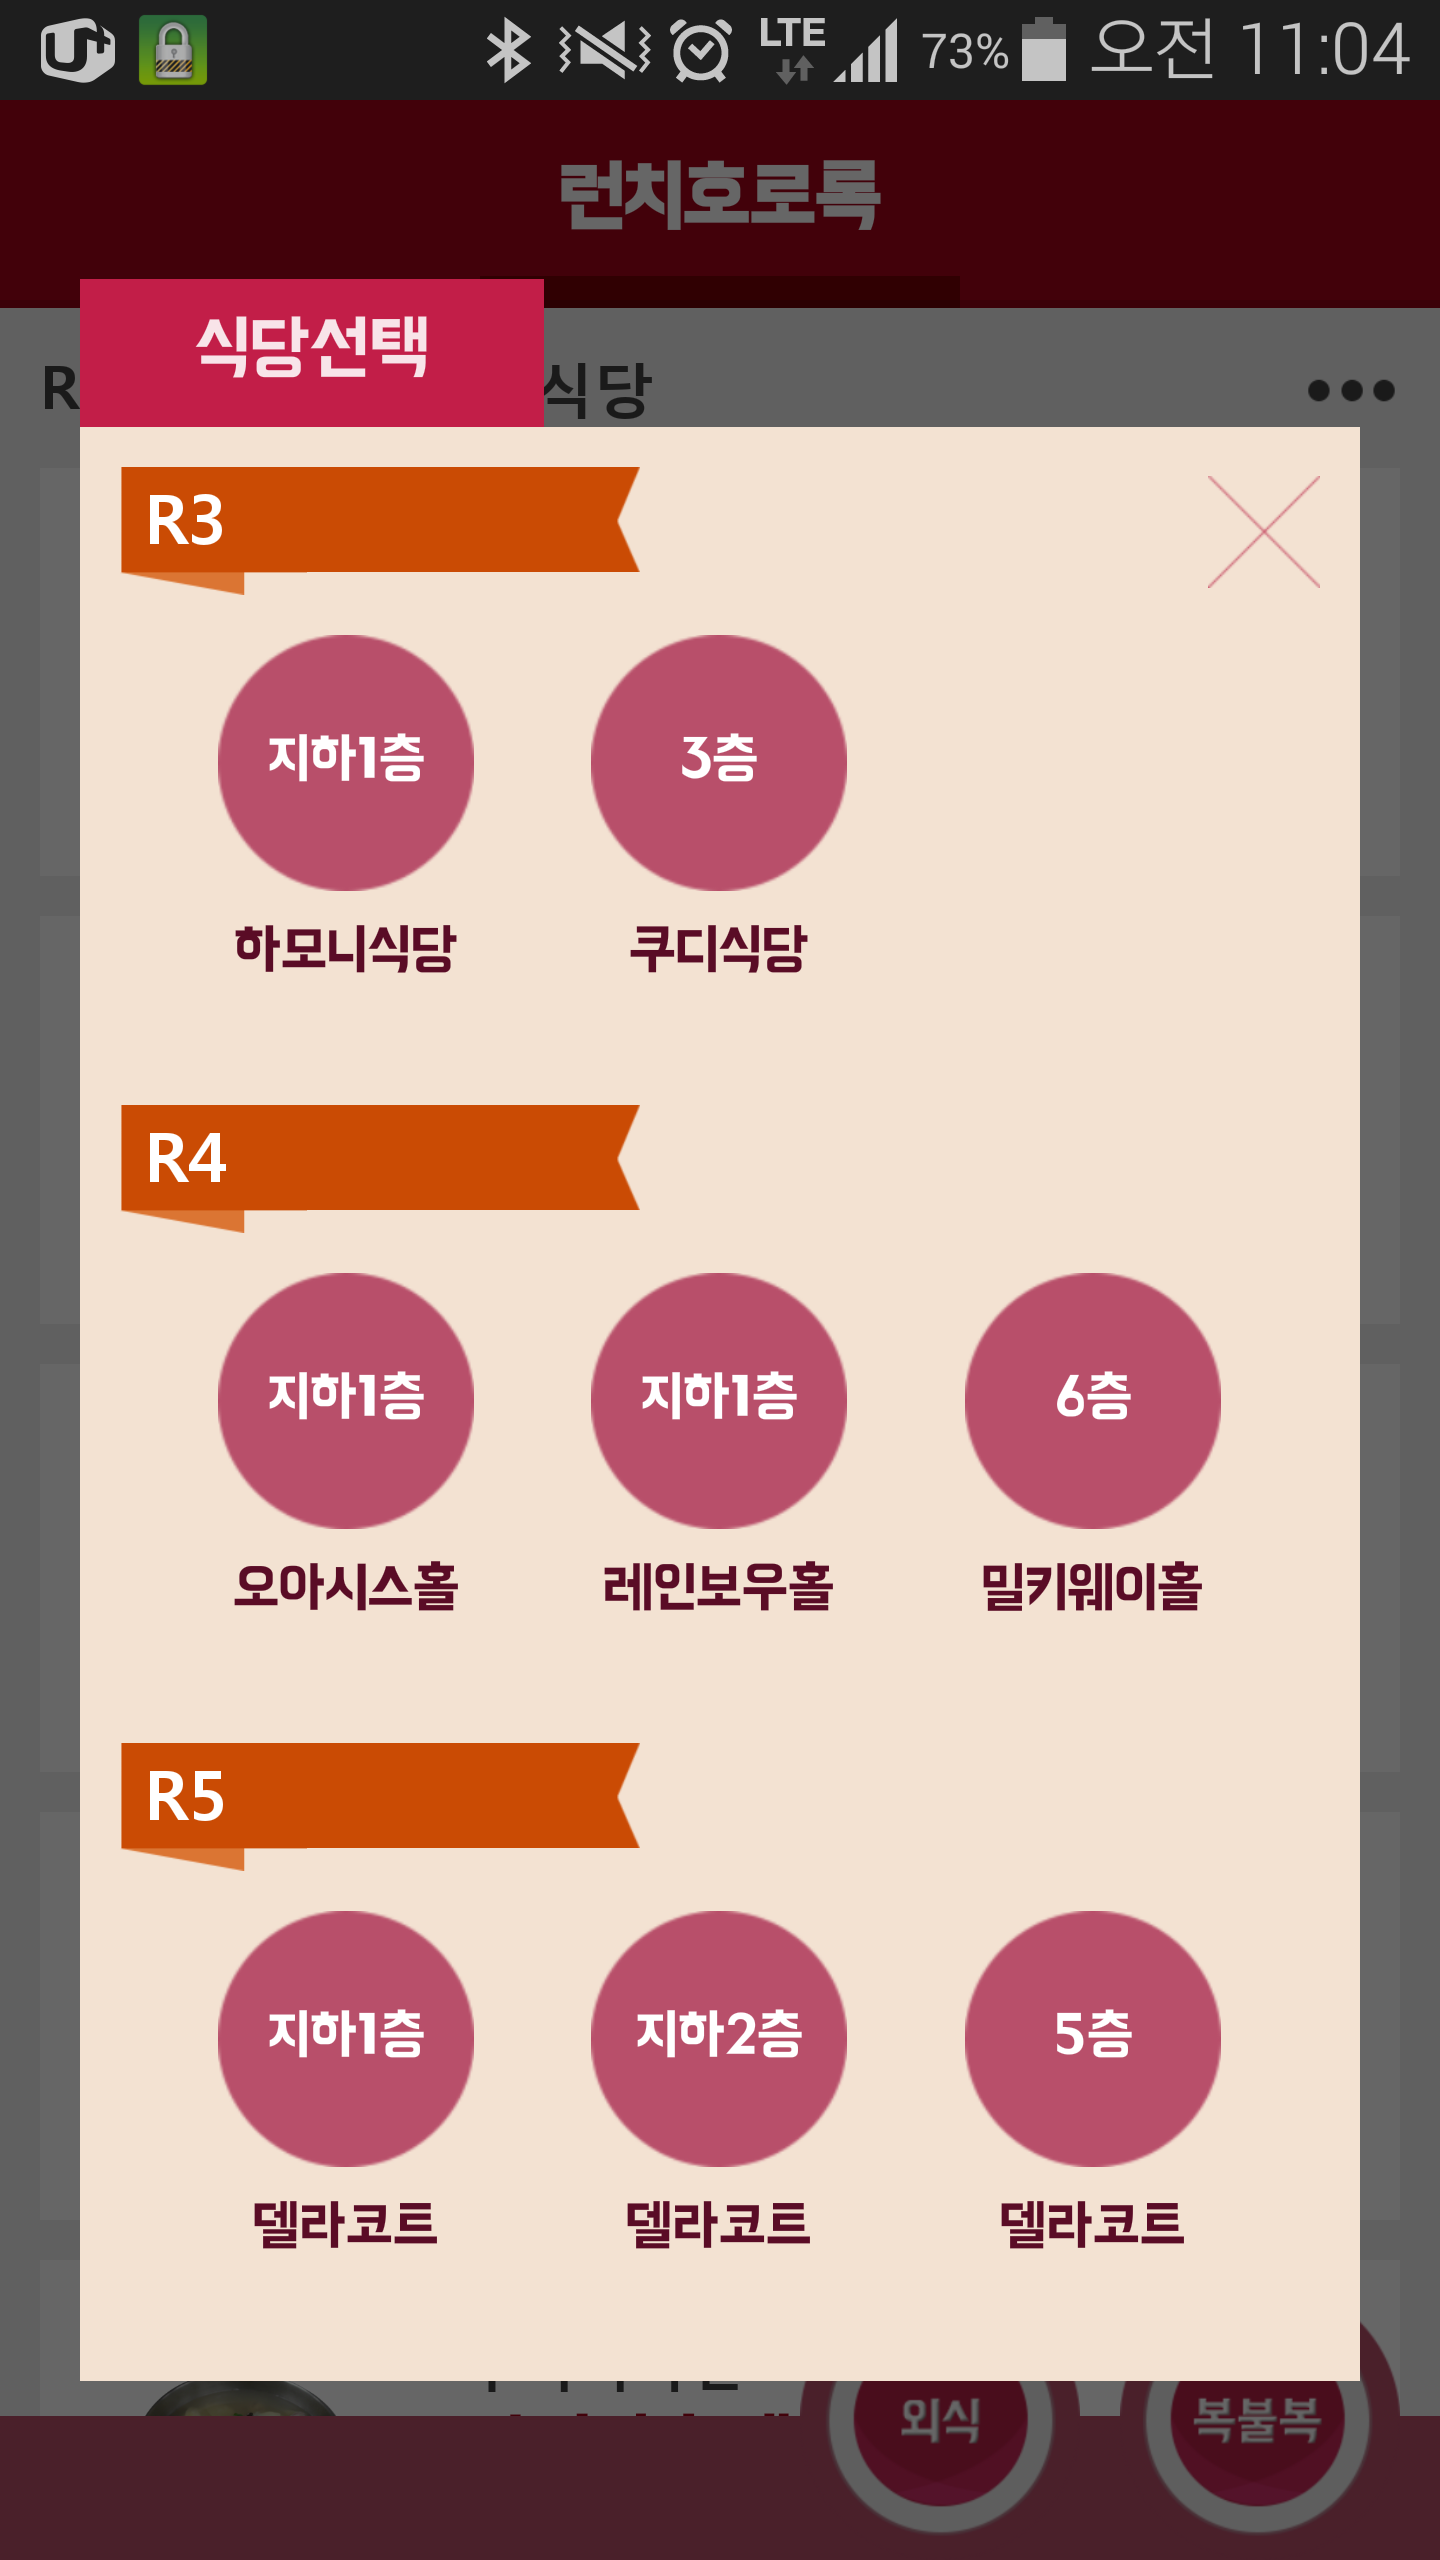 LTE 73% 오전 11:04
런치호로록
식당선택
R 식당
R3
지하1층 3층
하모니식당 쿠디식당
R4
지하1층 지하1층 6층
오아시스홀 레인보우홀 밀키웨이홀
R5
지하1층 지하2층 5층
델라코트 델라코트 델라코트
외식 복불복